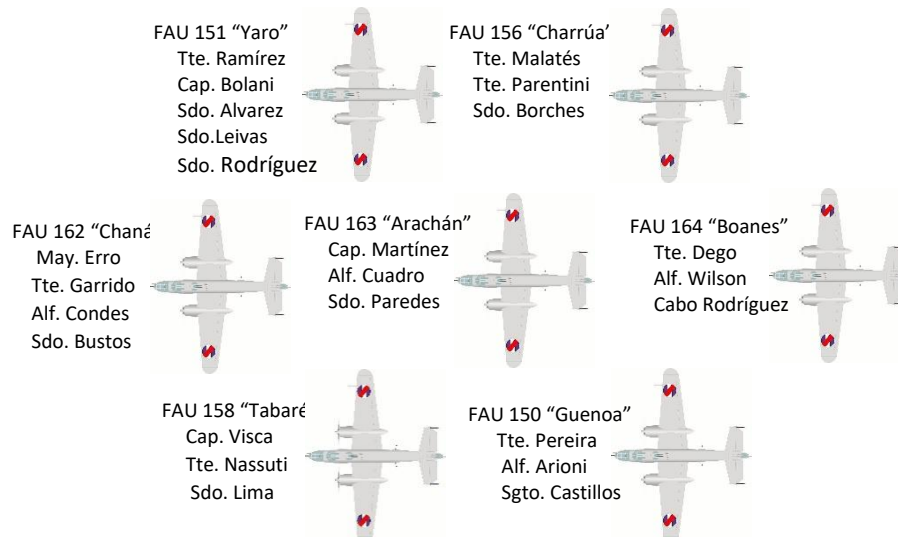 FAU 151 “Yaro”
Tte. Ramírez
Cap. Bolani
Sdo. Alvarez
Sdo.Leivas
Sdo. Rodríguez
FAU 156 “Charrúa’
Tte. Malatés
Tte. Parentini
Sdo. Borches
FAU 162 “Chaná
May. Erro
Tte. Garrido
Alf. Condes
Sdo. Bustos
FAU 163 “Arachán”
Cap. Martínez
Alf. Cuadro
Sdo. Paredes
FAU 164 “Boanes”
Tte. Dego
Alf. Wilson
Cabo Rodríguez
FAU 158 “Tabaré
Cap. Visca
Tte. Nassuti
Sdo. Lima
FAU 150 “Guenoa”
Tte. Pereira
Alf. Arioni
Sgto. Castillos